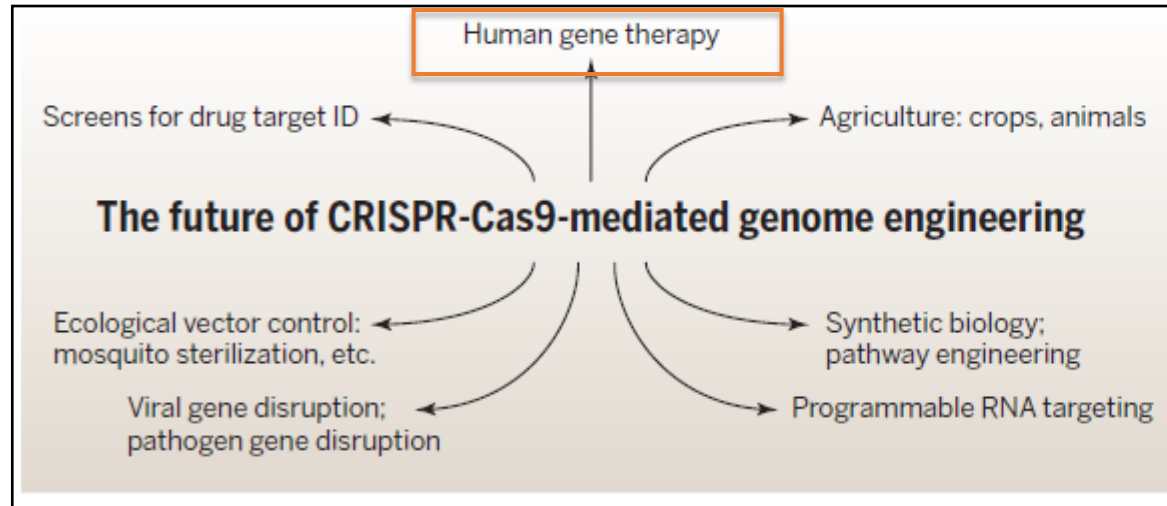 Human gene therapy
Screens for drug target ID
Agriculture: crops, animals
The future of CRISPR-Cas9-mediated genome engineering
Ecological vector control:
mosquito sterilization, etc.
Synthetic biology;
pathway engineering
Viral gene disruption;
pathogen gene disruption
Programmable RNA targeting